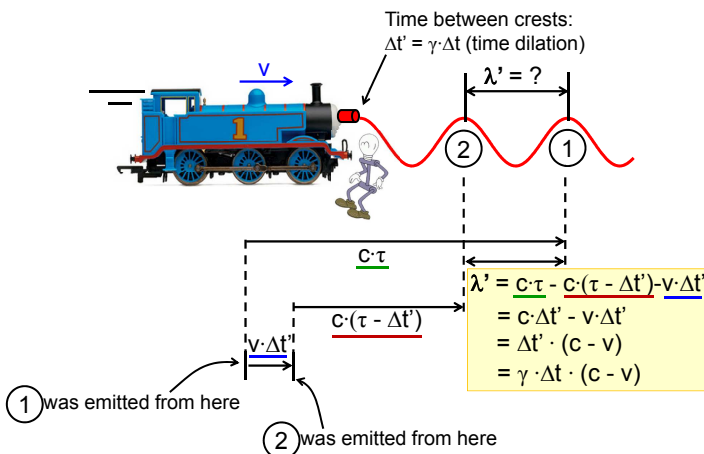 Time between crests:
Δt' = γ·Δt (time dilation)
v
λ' = ?
1
2
1
c·τ
λ' = c·τ - c·(τ - Δt')-v·Δt'
= c·Δt' - v·Δt'
= Δt' · (c - v)
= γ ·Δt · (c - v)
c·(τ - Δt')
v·Δt'
1 was emitted from here
2 was emitted from here